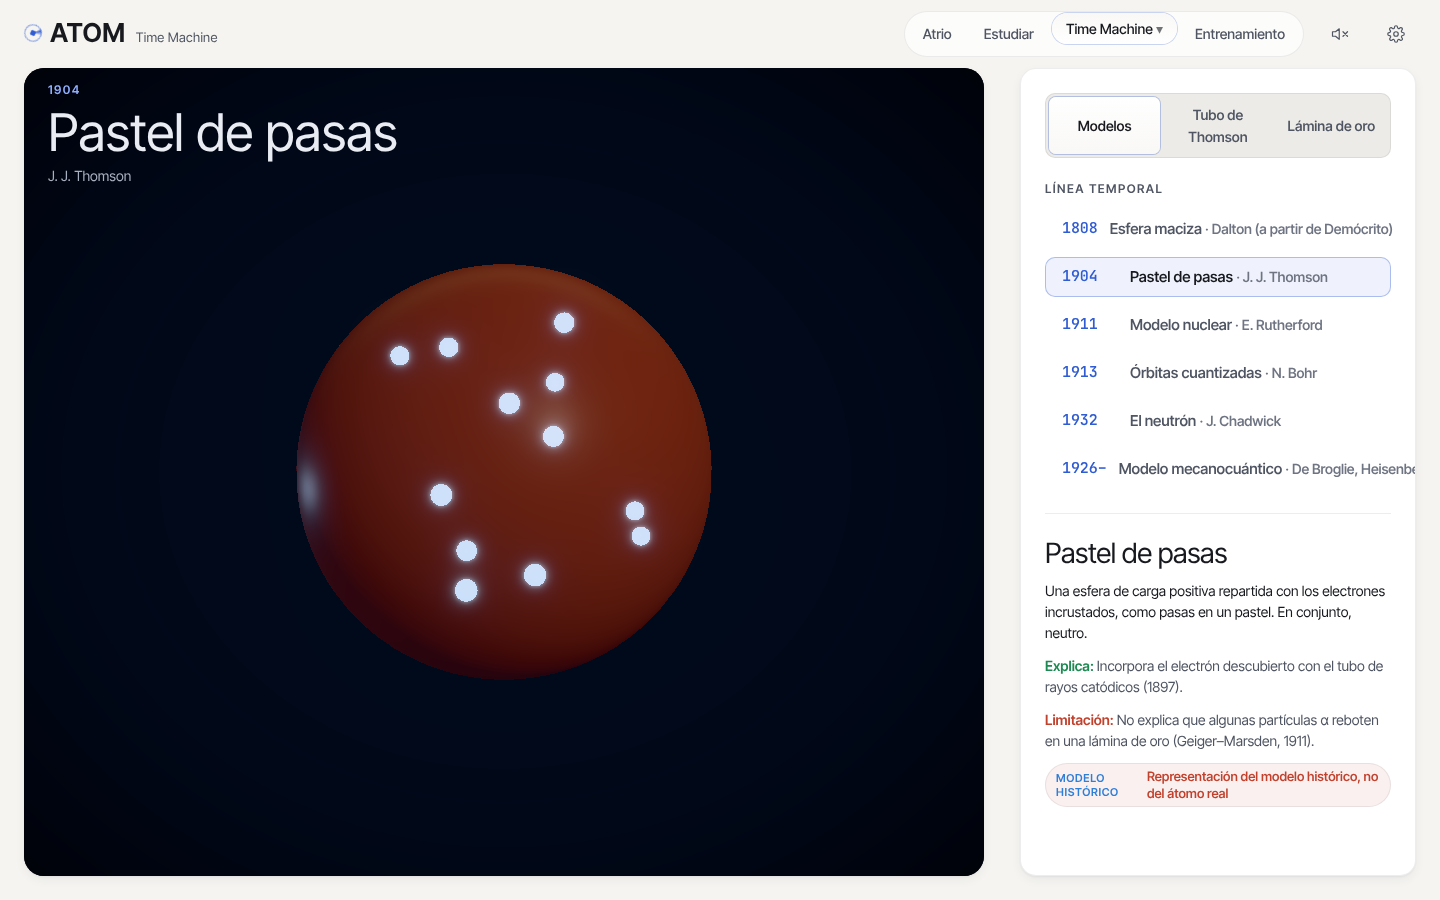 ATOM Time Machine
Atrio Estudiar Time Machine ▾ Entrenamiento
1904
Pastel de pasas
J. J. Thomson
Modelos
Tubo de
Thomson
Lámina de oro
LÍNEA TEMPORAL
1808 Esfera maciza · Dalton (a partir de Demócrito)
1904 Pastel de pasas · J. J. Thomson
1911 Modelo nuclear · E. Rutherford
1913 Órbitas cuantizadas · N. Bohr
1932 El neutrón · J. Chadwick
1926– Modelo mecanocuántico · De Broglie, Heisenbe
Pastel de pasas
Una esfera de carga positiva repartida con los electrones
incrustados, como pasas en un pastel. En conjunto,
neutro.
Explica: Incorpora el electrón descubierto con el tubo de
rayos catódicos (1897).
Limitación: No explica que algunas partículas α reboten
en una lámina de oro (Geiger–Marsden, 1911).
MODELO
HISTÓRICO
Representación del modelo histórico, no
del átomo real